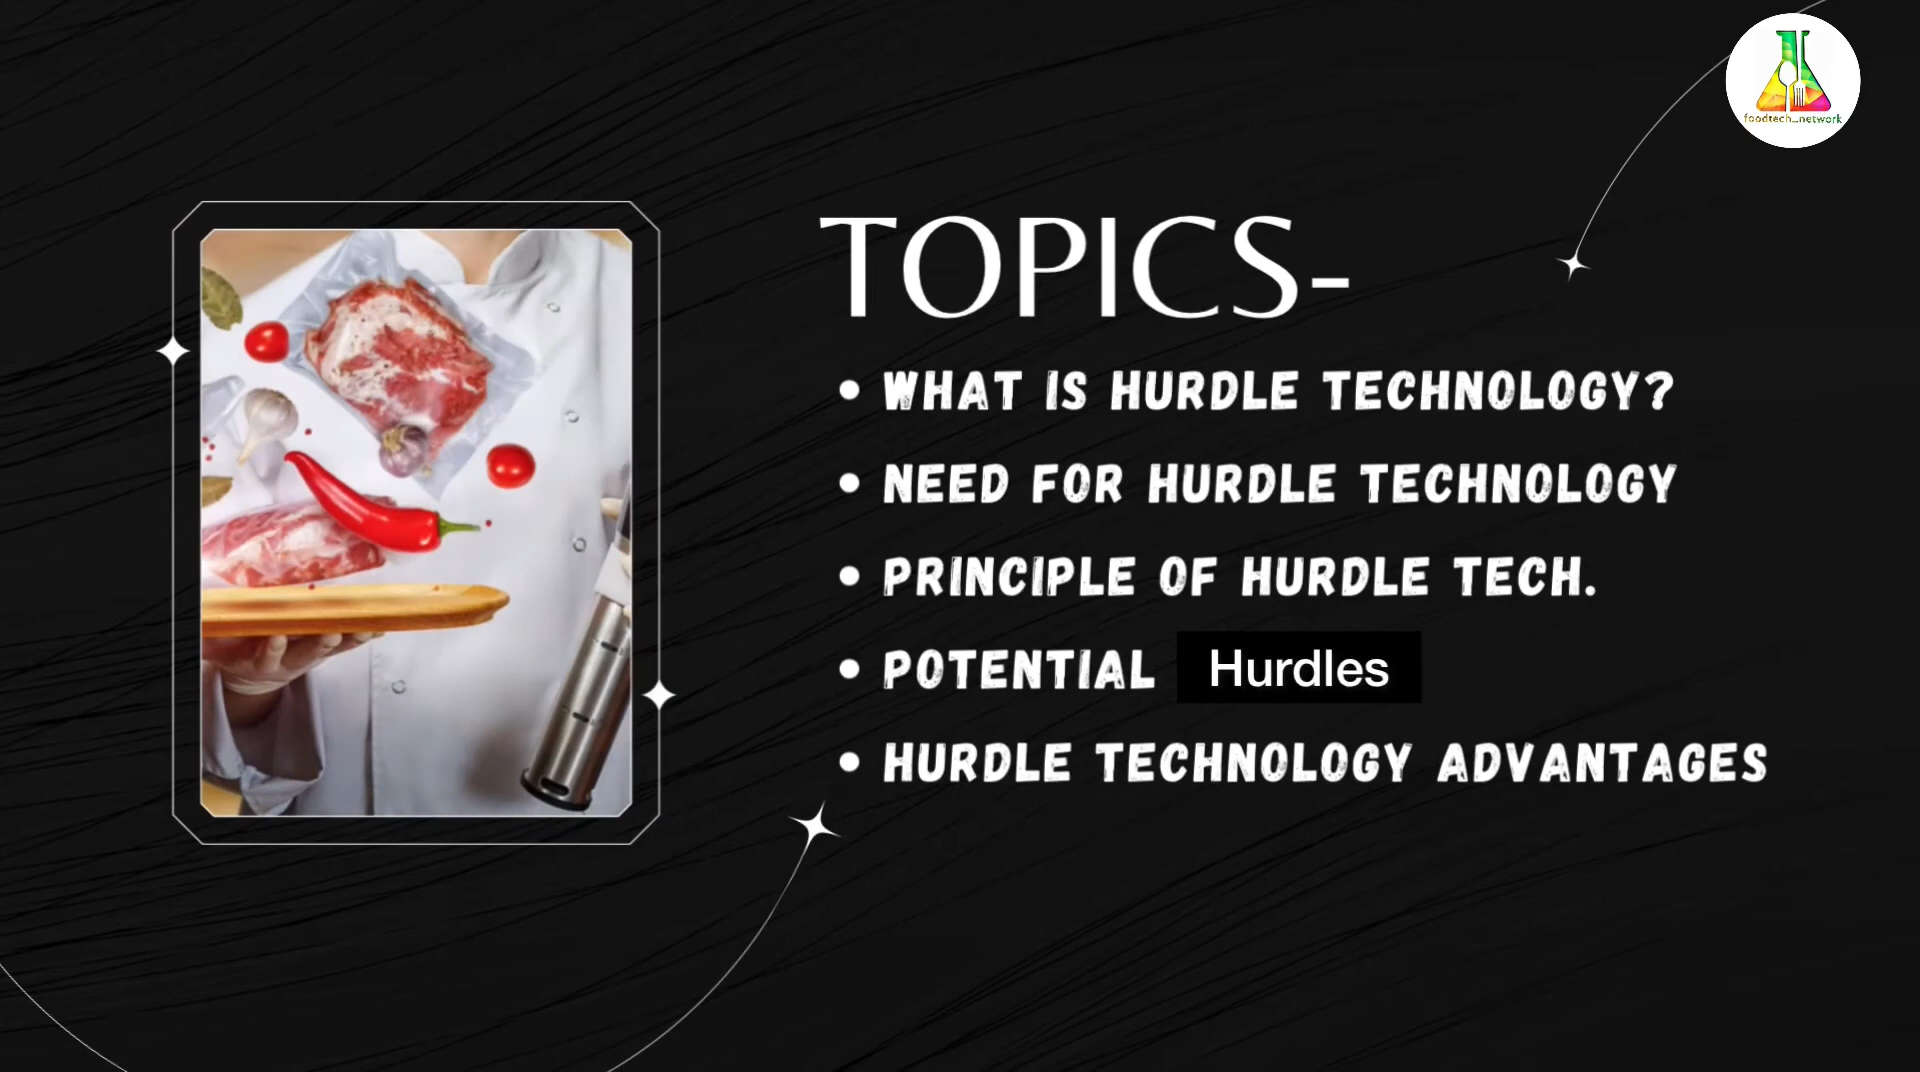 foodtech_network
TOPICS-
• WHAT IS HURDLE TECHNOLOGY?
• NEED FOR HURDLE TECHNOLOGY
• PRINCIPLE OF HURDLE TECH.
• POTENTIAL Hurdles
• HURDLE TECHNOLOGY ADVANTAGES